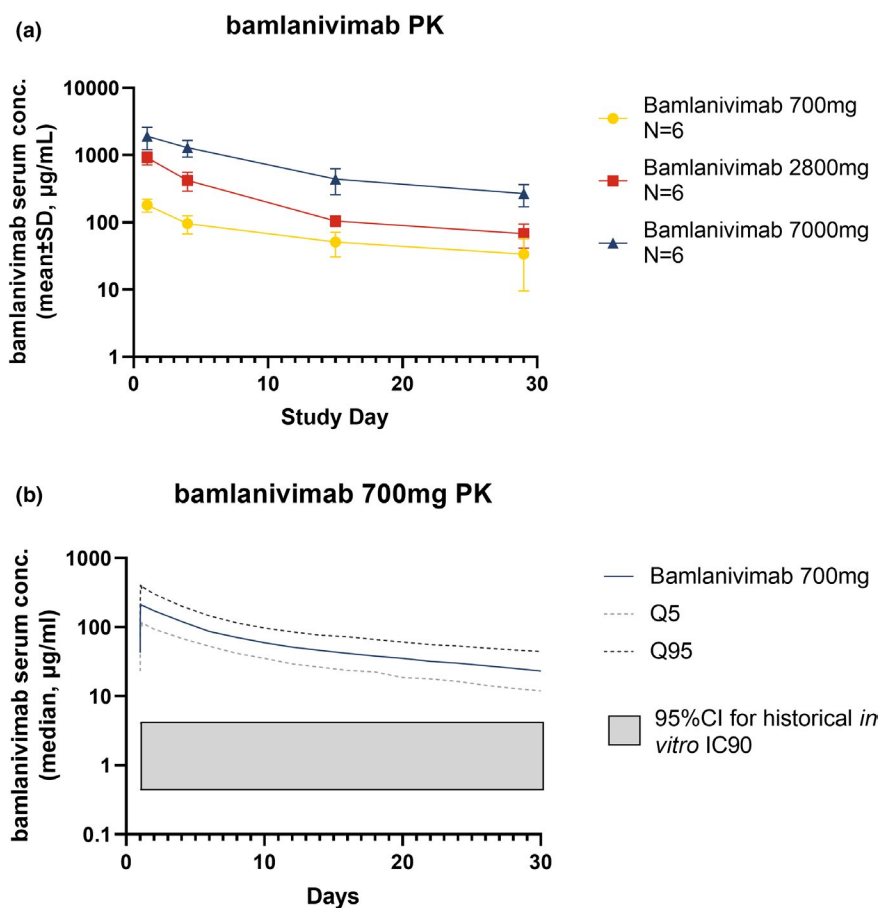 (a)
bamlanivimab PK
bamlanivimab serum conc.
(mean±SD, µg/mL)
10000
1000
100
10
1
0
10
20
30
Study Day
Bamlanivimab 700mg
N=6
Bamlanivimab 2800mg
N=6
Bamlanivimab 7000mg
N=6
(b)
bamlanivimab 700mg PK
bamlanivimab serum conc.
(median, µg/ml)
1000
100
10
1
0.1
0
10
20
30
Days
Bamlanivimab 700mg
Q5
Q95
95%CI for historical in
vitro IC90